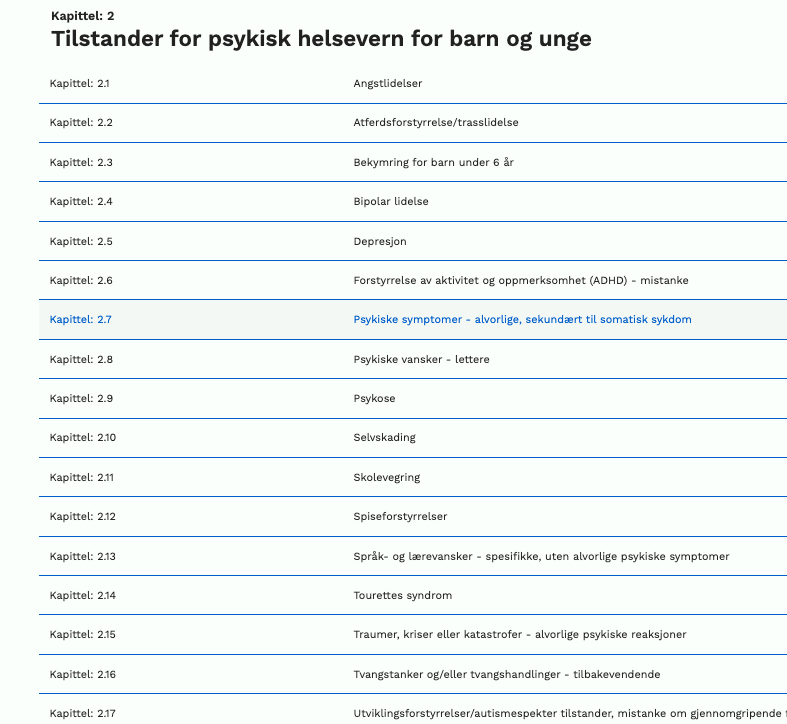 Kapittel: 2
Tilstander for psykisk helsevern for barn og unge
Kapittel: 2.1 Angstlidelser
Kapittel: 2.2 Atferdsforstyrrelse/trasslidelse
Kapittel: 2.3 Bekymring for barn under 6 år
Kapittel: 2.4 Bipolar lidelse
Kapittel: 2.5 Depresjon
Kapittel: 2.6 Forstyrrelse av aktivitet og oppmerksomhet (ADHD) - mistanke
Kapittel: 2.7 Psykiske symptomer - alvorlige, sekundært til somatisk sykdom
Kapittel: 2.8 Psykiske vansker - lettere
Kapittel: 2.9 Psykose
Kapittel: 2.10 Selvskading
Kapittel: 2.11 Skolevegring
Kapittel: 2.12 Spiseforstyrrelser
Kapittel: 2.13 Språk- og lærevansker - spesifikke, uten alvorlige psykiske symptomer
Kapittel: 2.14 Tourettes syndrom
Kapittel: 2.15 Traumer, kriser eller katastrofer - alvorlige psykiske reaksjoner
Kapittel: 2.16 Tvangstanker og/eller tvangshandlinger - tilbakevendende
Kapittel: 2.17 Utviklingsforstyrrelser/autismespekter tilstander, mistanke om gjennomgripende